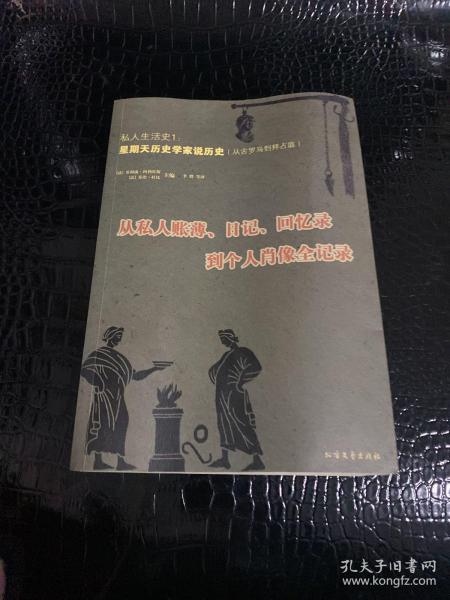 私人生活史1：
星期天历史学家说历史（从古罗马到拜占庭）
主编
从私人账薄、日记、回忆录
到个人肖像全记录
北方文艺出版社
孔夫子旧书网
www.kongfz.com